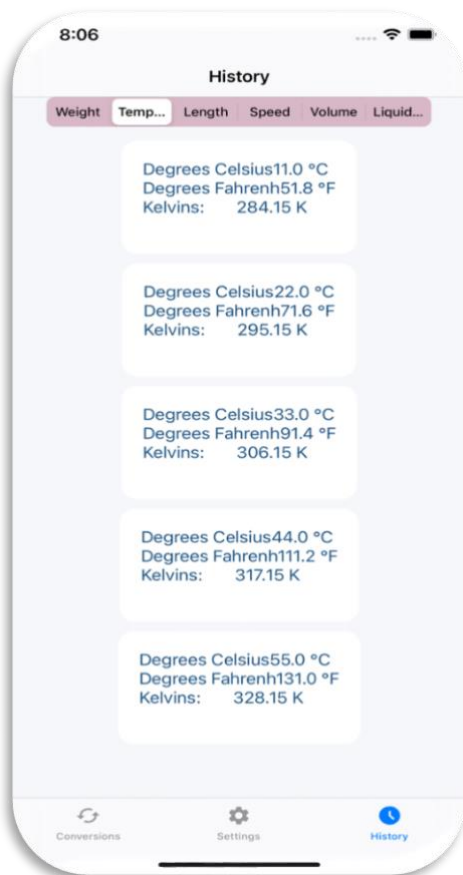 8:06
History
Weight Temp... Length Speed Volume Liquid...
Degrees Celsius11.0 °C
Degrees Fahrenh51.8 °F
Kelvins: 284.15 K
Degrees Celsius22.0 °C
Degrees Fahrenh71.6 °F
Kelvins: 295.15 K
Degrees Celsius33.0 °C
Degrees Fahrenh91.4 °F
Kelvins: 306.15 K
Degrees Celsius44.0 °C
Degrees Fahrenh111.2 °F
Kelvins: 317.15 K
Degrees Celsius55.0 °C
Degrees Fahrenh131.0 °F
Kelvins: 328.15 K
Conversions Settings History